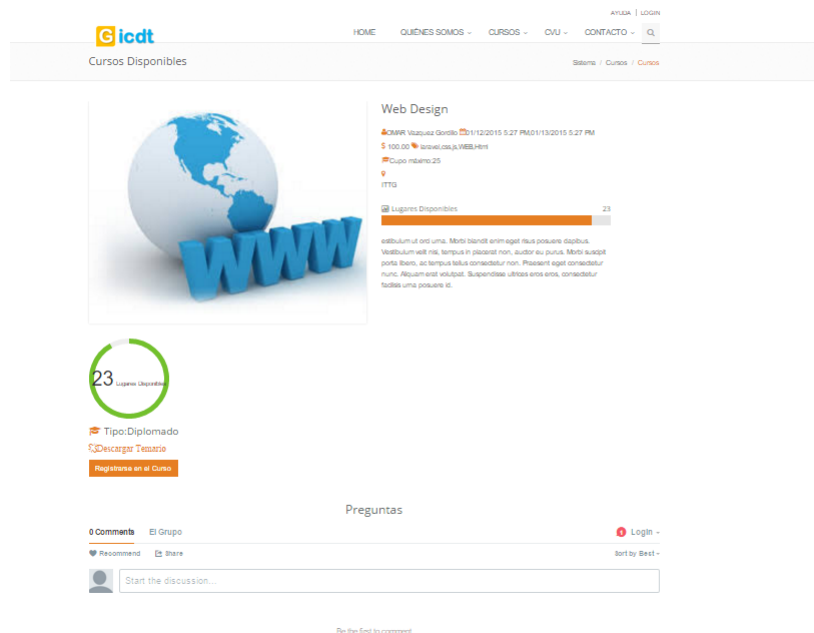 AYUDA | LOGIN
G icdt
HOME QUIÉNES SOMOS CURSOS CVU CONTACTO
Cursos Disponibles
Sistema / Cursos / Cursos
Web Design
OMAR Vazquez Gordillo 01/12/2015 5:27 PM,01/13/2015 5:27 PM
$ 100.00 laravel,css,js,WEB,Html
Cupo máximo:25
ITTG
Lugares Disponibles 23
estibulum ut orci urna. Morbi blandit enim eget risus posuere dapibus.
Vestibulum velit nisi, tempus in placerat non, auctor eu purus. Morbi suscipit
porta libero, ac tempus tellus consectetur non. Praesent eget consectetur
nunc. Aliquam erat volutpat. Suspendisse ultrices eros eros, consectetur
facilisis urna posuere id.
WWW
23 Lugares Disponibles
Tipo:Diplomado
Descargar Temario
Registrarse en el Curso
Preguntas
0 Comments El Grupo
1 Login
Recommend Share
Sort by Best
Start the discussion...
Be the first to comment.